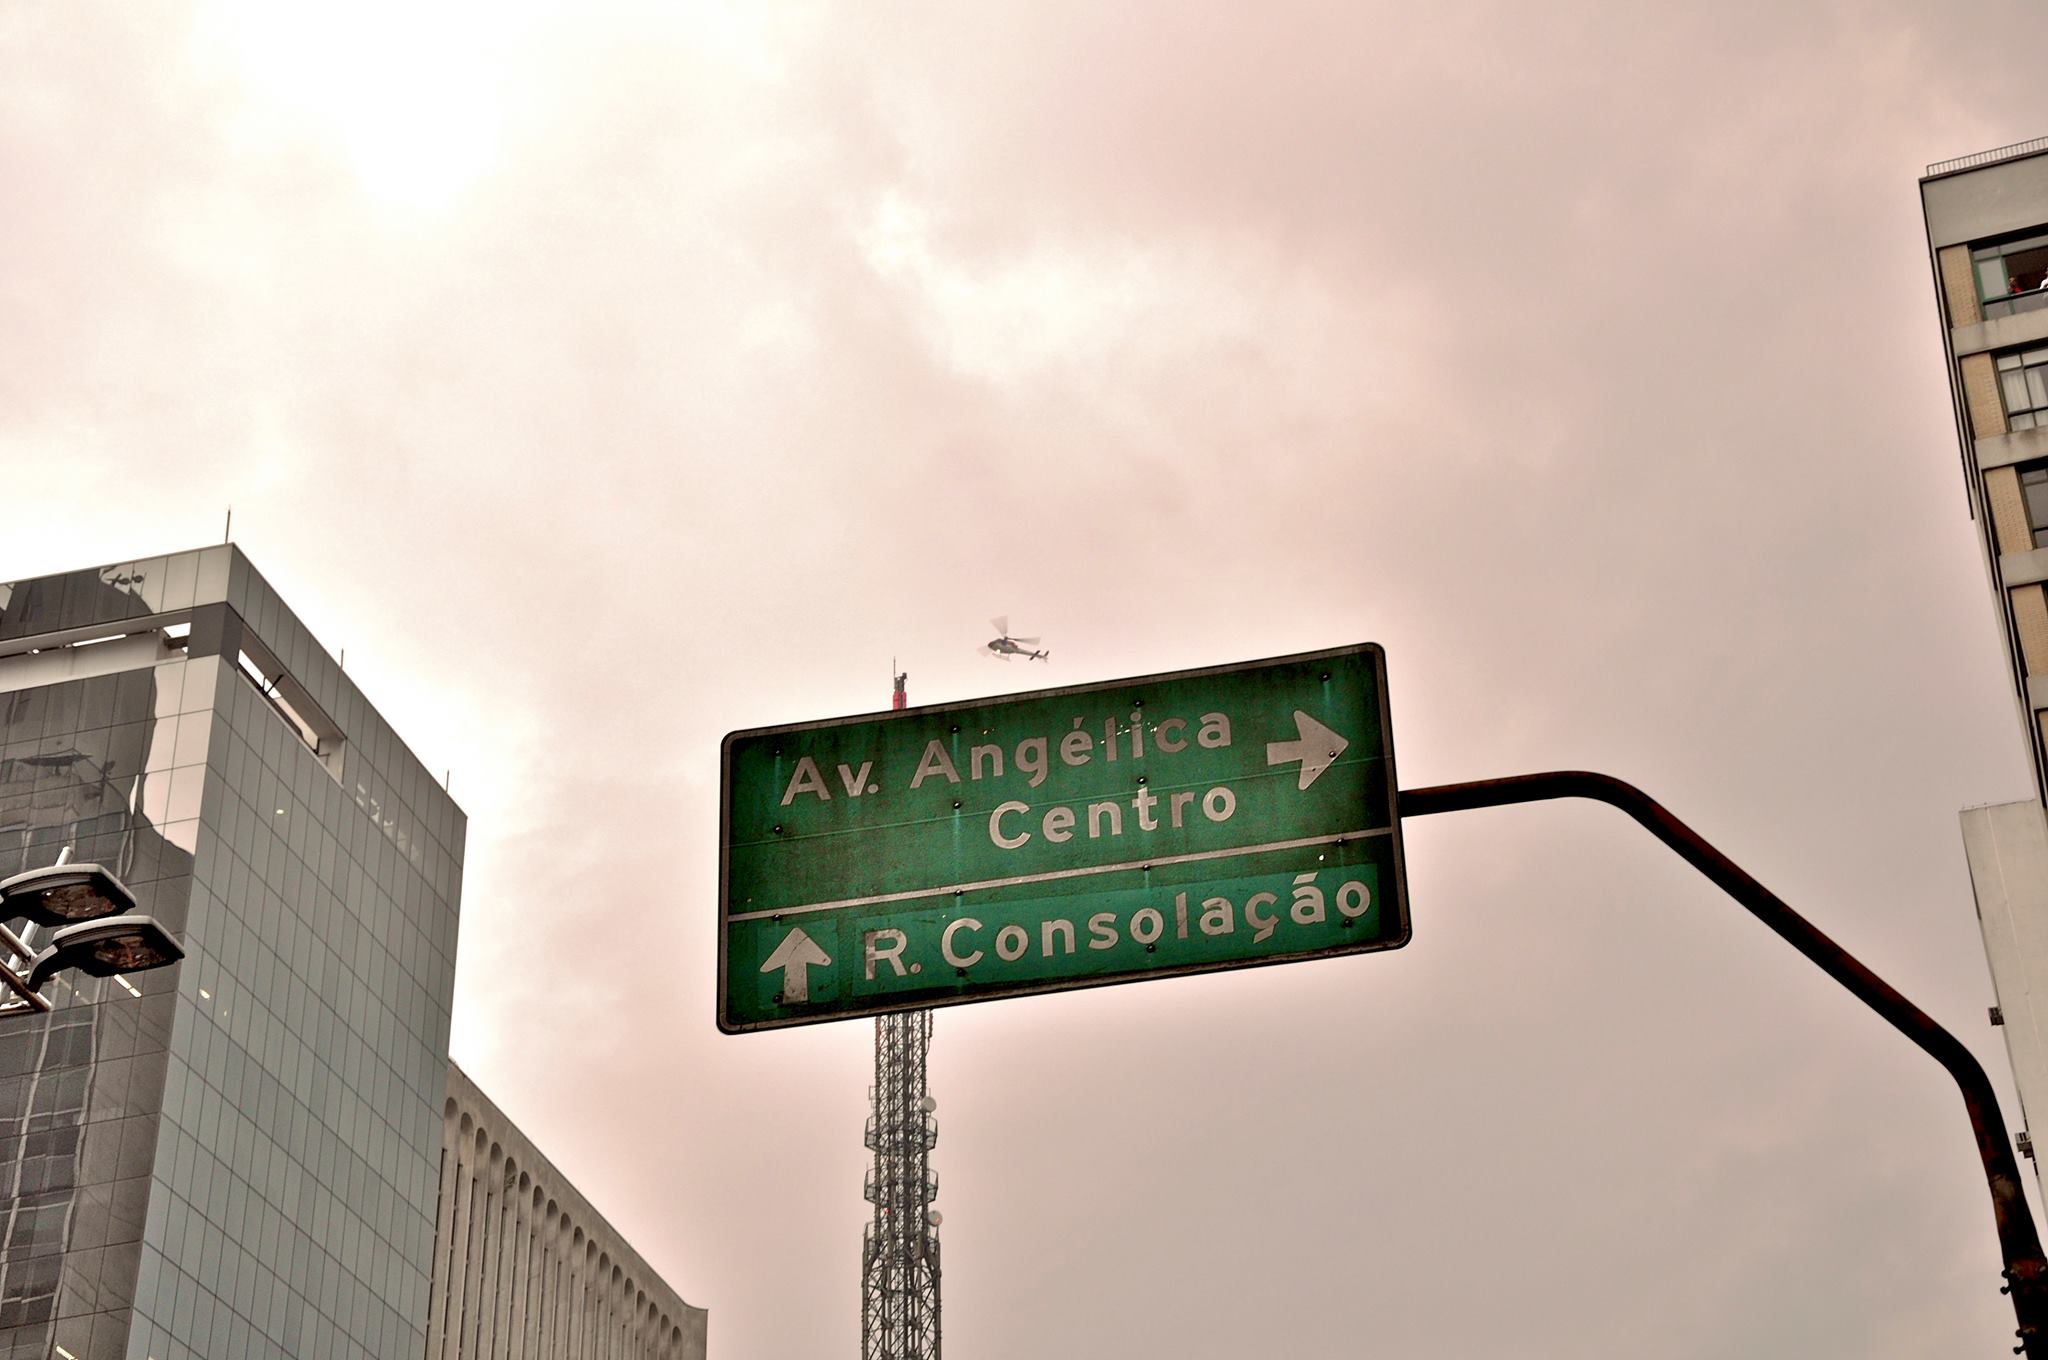 Av. Angélica
Centro
R. Consolação